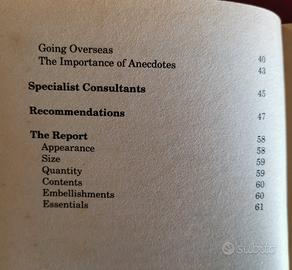 Going Overseas 40
The Importance of Anecdotes 43
Specialist Consultants 45
Recommendations 47
The Report 58
Appearance 58
Size 59
Quantity 59
Contents 60
Embellishments 60
Essentials 61
subito